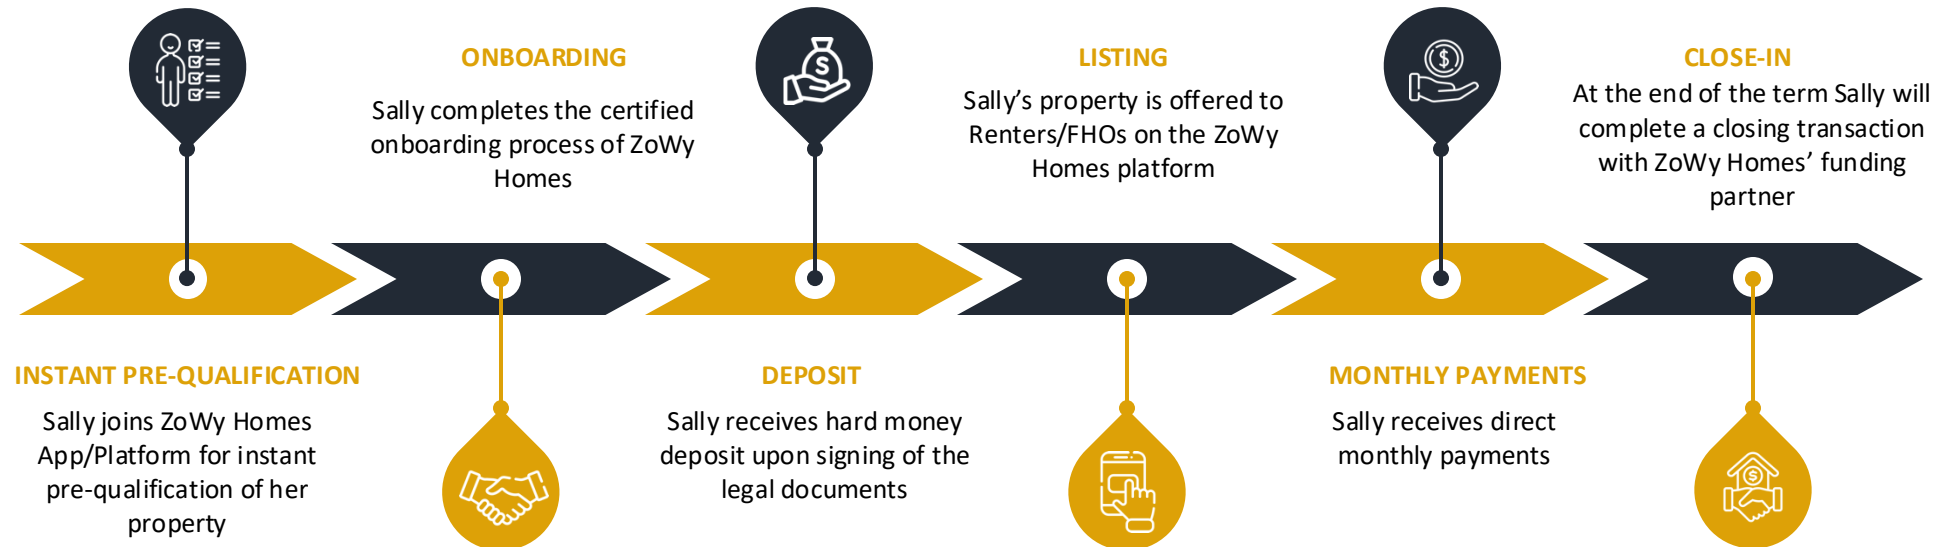 INSTANT PRE-QUALIFICATION
Sally joins ZoWy Homes
App/Platform for instant
pre-qualification of her
property
ONBOARDING
Sally completes the certified
onboarding process of ZoWy
Homes
DEPOSIT
Sally receives hard money
deposit upon signing of the
legal documents
LISTING
Sally’s property is offered to
Renters/FHOs on the ZoWy
Homes platform
MONTHLY PAYMENTS
Sally receives direct
monthly payments
CLOSE-IN
At the end of the term Sally will
complete a closing transaction
with ZoWy Homes’ funding
partner